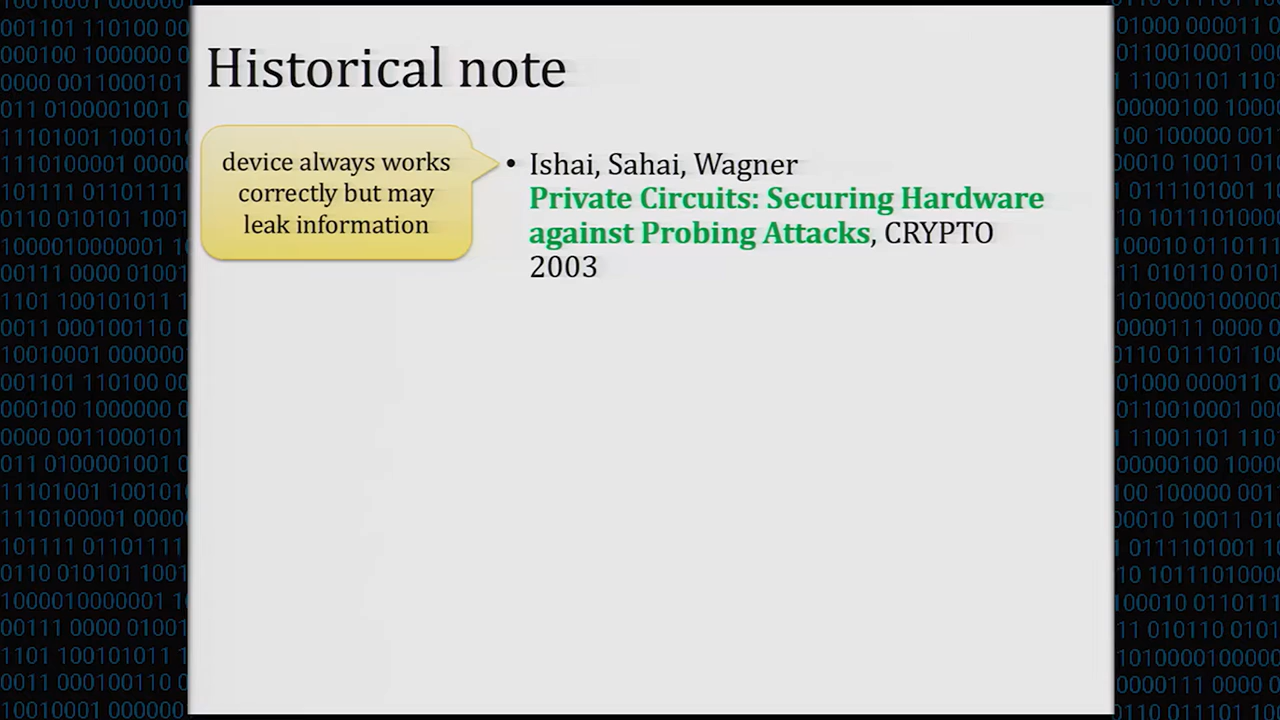 Historical note
device always works
correctly but may
leak information
• Ishai, Sahai, Wagner
Private Circuits: Securing Hardware
against Probing Attacks, CRYPTO
2003